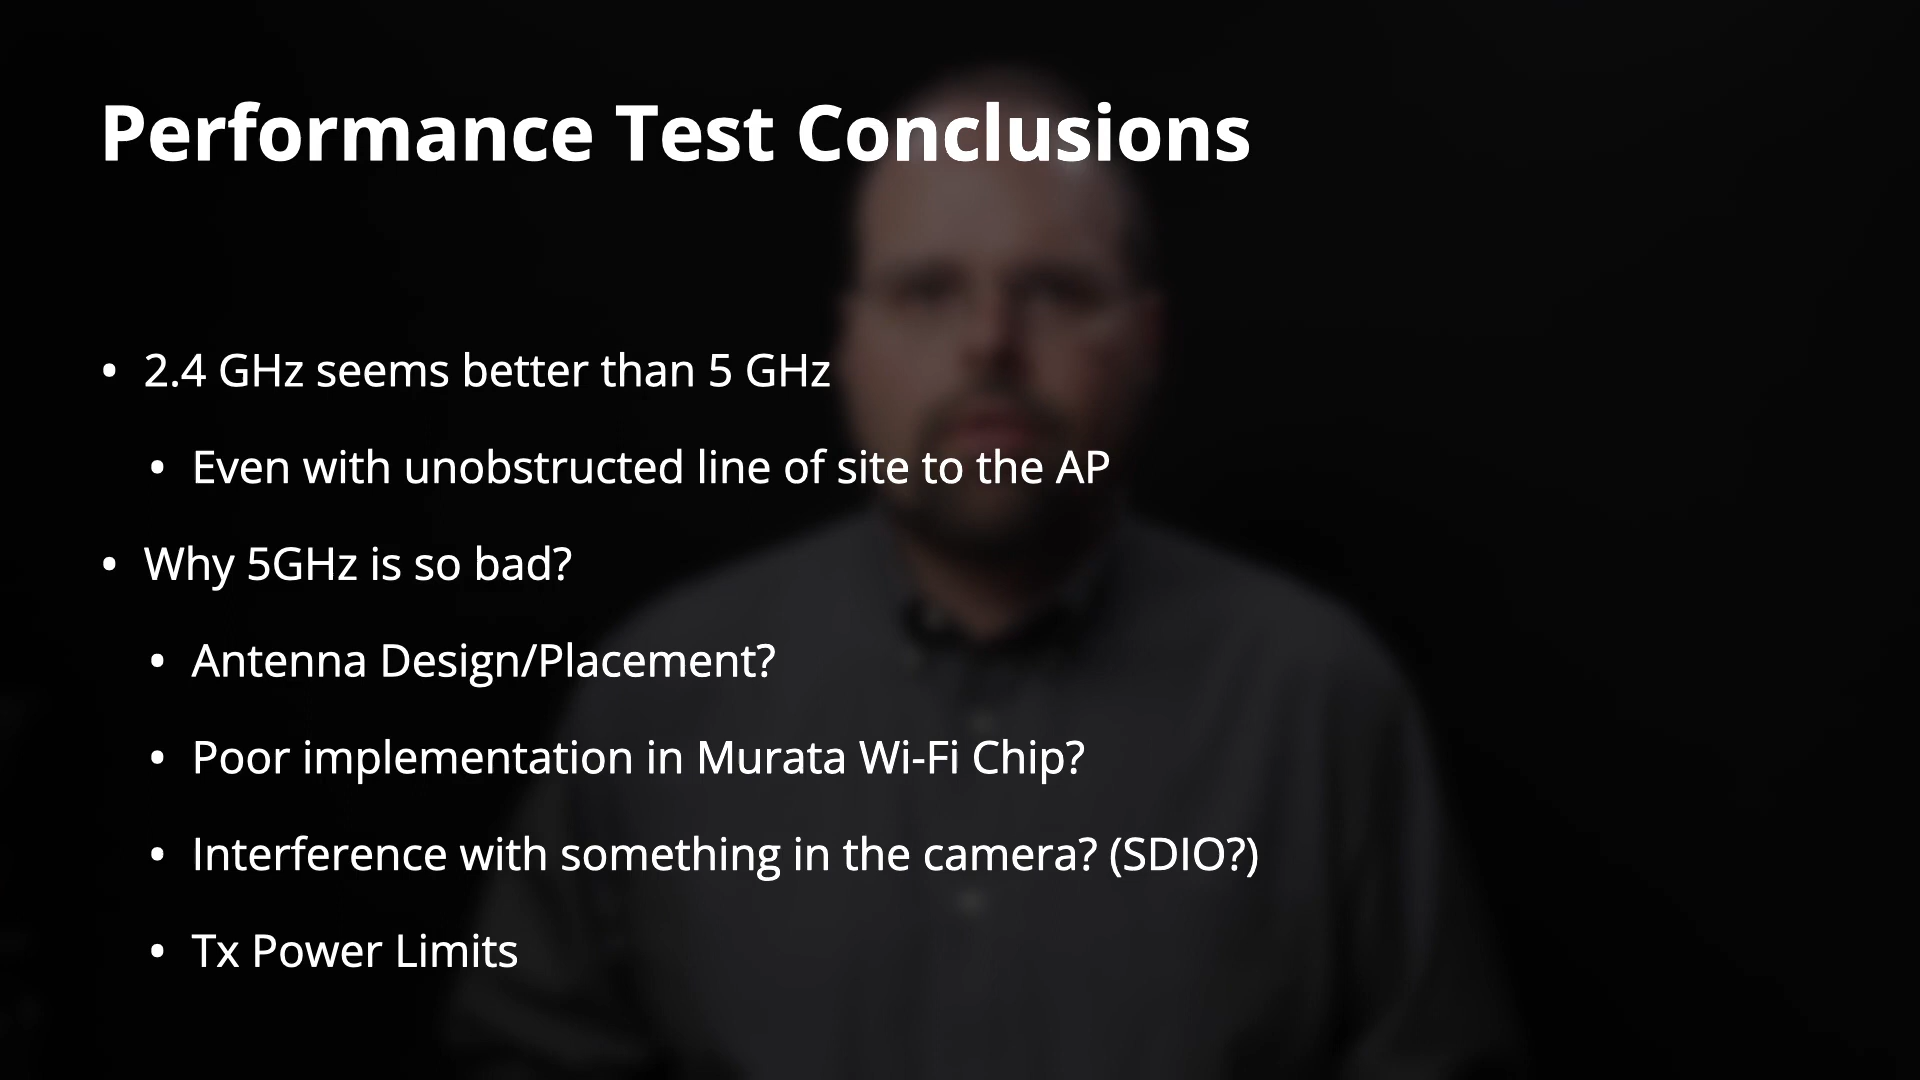 Performance Test Conclusions
• 2.4 GHz seems better than 5 GHz
• Even with unobstructed line of site to the AP
• Why 5GHz is so bad?
• Antenna Design/Placement?
• Poor implementation in Murata Wi-Fi Chip?
• Interference with something in the camera? (SDIO?)
• Tx Power Limits